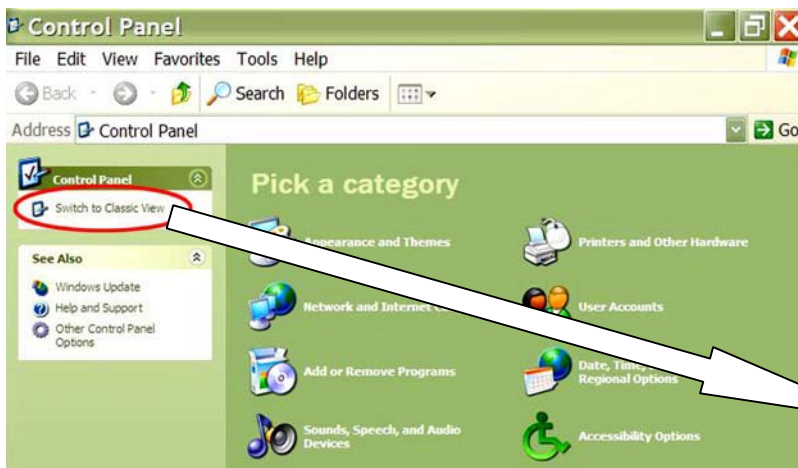 Control Panel
File Edit View Favorites Tools Help
Back Search Folders
Address Control Panel Go
Control Panel
Switch to Classic View
See Also
Windows Update
Help and Support
Other Control Panel
Options
Pick a category
Appearance and Themes
Printers and Other Hardware
Network and Internet
User Accounts
Add or Remove Programs
Date, Time,
Regional Options
Sounds, Speech, and Audio
Devices
Accessibility Options